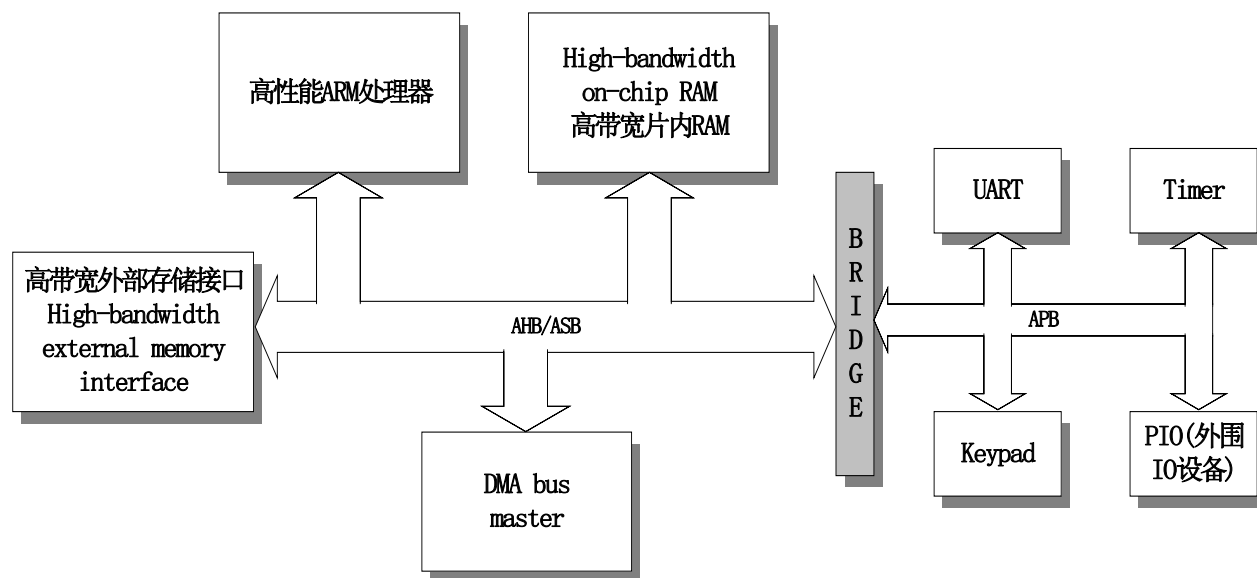 高性能ARM处理器
High-bandwidth
on-chip RAM
高带宽片内RAM
高带宽外部存储接口
High-bandwidth
external memory
interface
AHB/ASB
DMA bus
master
B
R
I
D
G
E
UART
Timer
APB
Keypad
PIO(外围
IO设备)